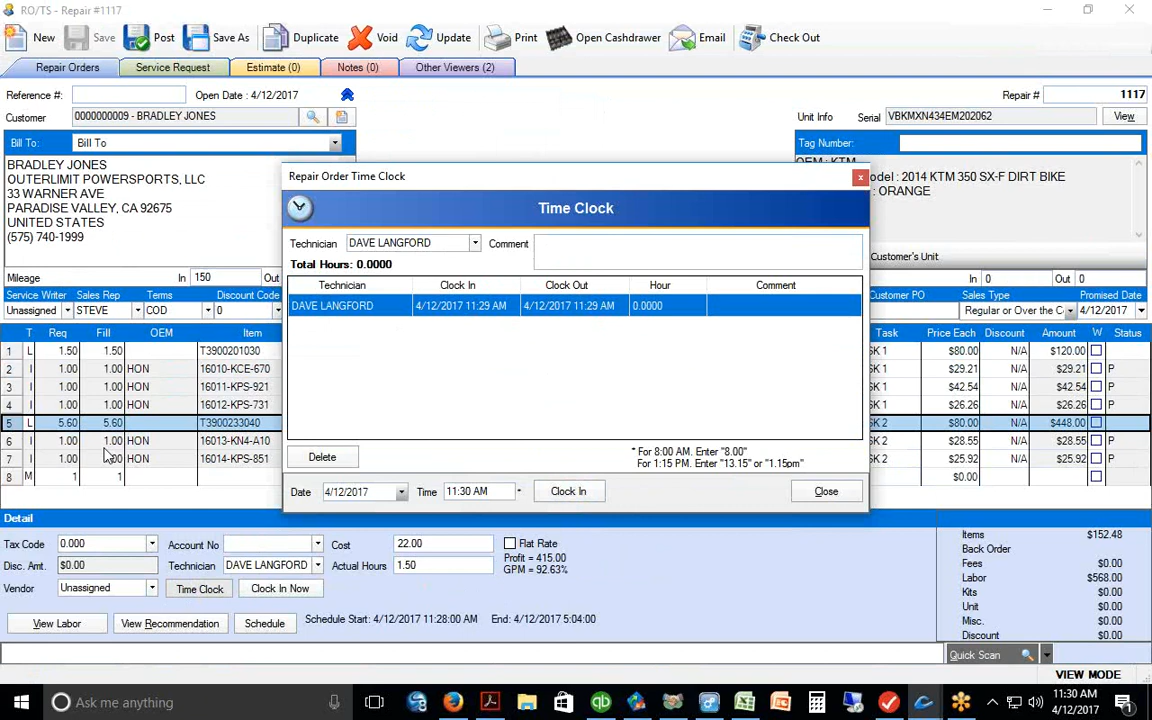 RO/TS - Repair #1117
New Save Post Save As Duplicate Void Update Print Open Cashdrawer Email Check Out
Repair Orders Service Request Estimate (0) Notes (0) Other Viewers (2)
Reference #: Open Date : 4/12/2017 Repair # 1117
Customer 0000000009 - BRADLEY JONES Unit Info Serial VBKMXN434EM202062 View
Bill To: Bill To Tag Number:
BRADLEY JONES
OUTERLIMIT POWERSPORTS, LLC
33 WARNER AVE
PARADISE VALLEY, CA 92675
UNITED STATES
(575) 740-1999
OEM : KTM
odel : 2014 KTM 350 SX-F DIRT BIKE
: ORANGE
Customer's Unit
Mileage In 150 Out In 0 Out 0
Service Writer Sales Rep Terms Discount Code Customer PO Sales Type Promised Date
Unassigned STEVE COD 0 Regular or Over the Co 4/12/2017
Repair Order Time Clock
Time Clock
Technician DAVE LANGFORD Comment
Total Hours: 0.0000
Technician Clock In Clock Out Hour Comment
DAVE LANGFORD 4/12/2017 11:29 AM 4/12/2017 11:29 AM 0.0000
Delete
* For 8:00 AM. Enter "8.00"
For 1:15 PM. Enter "13.15" or "1.15pm"
Date 4/12/2017 Time 11:30 AM * Clock In Close
T Req Fill OEM Item Task Price Each Discount Amount W Status
1 L 1.50 1.50 T3900201030 SK 1 $80.00 N/A $120.00
2 I 1.00 1.00 HON 16010-KCE-670 SK 1 $29.21 N/A $29.21 P
3 I 1.00 1.00 HON 16011-KPS-921 SK 1 $42.54 N/A $42.54 P
4 I 1.00 1.00 HON 16012-KPS-731 SK 1 $26.26 N/A $26.26 P
5 L 5.60 5.60 T3900233040 SK 2 $80.00 N/A $448.00
6 I 1.00 1.00 HON 16013-KN4-A10 SK 2 $28.55 N/A $28.55 P
7 I 1.00 1.00 HON 16014-KPS-851 SK 2 $25.92 N/A $25.92 P
8 M 1 1 $0.00
Detail
Tax Code 0.000 Account No Cost 22.00 Flat Rate
Profit = 415.00
GPM = 92.63%
Disc. Amt. $0.00 Technician DAVE LANGFORD Actual Hours 1.50
Vendor Unassigned Time Clock Clock In Now
View Labor View Recommendation Schedule Schedule Start: 4/12/2017 11:28:00 AM End: 4/12/2017 5:04:00
Items $152.48
Back Order
Fees $0.00
Labor $568.00
Kits $0.00
Unit $0.00
Misc. $0.00
Discount $0.00
Quick Scan
VIEW MODE
Ask me anything
11:30 AM
4/12/2017
1